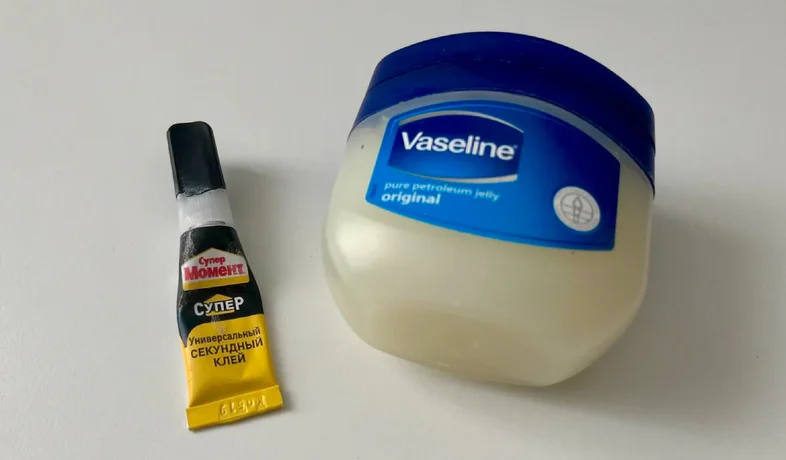 Супер
Момент
СУПЕР
Универсальный
СЕКУНДНЫЙ
КЛЕЙ
Vaseline
pure petroleum jelly
original